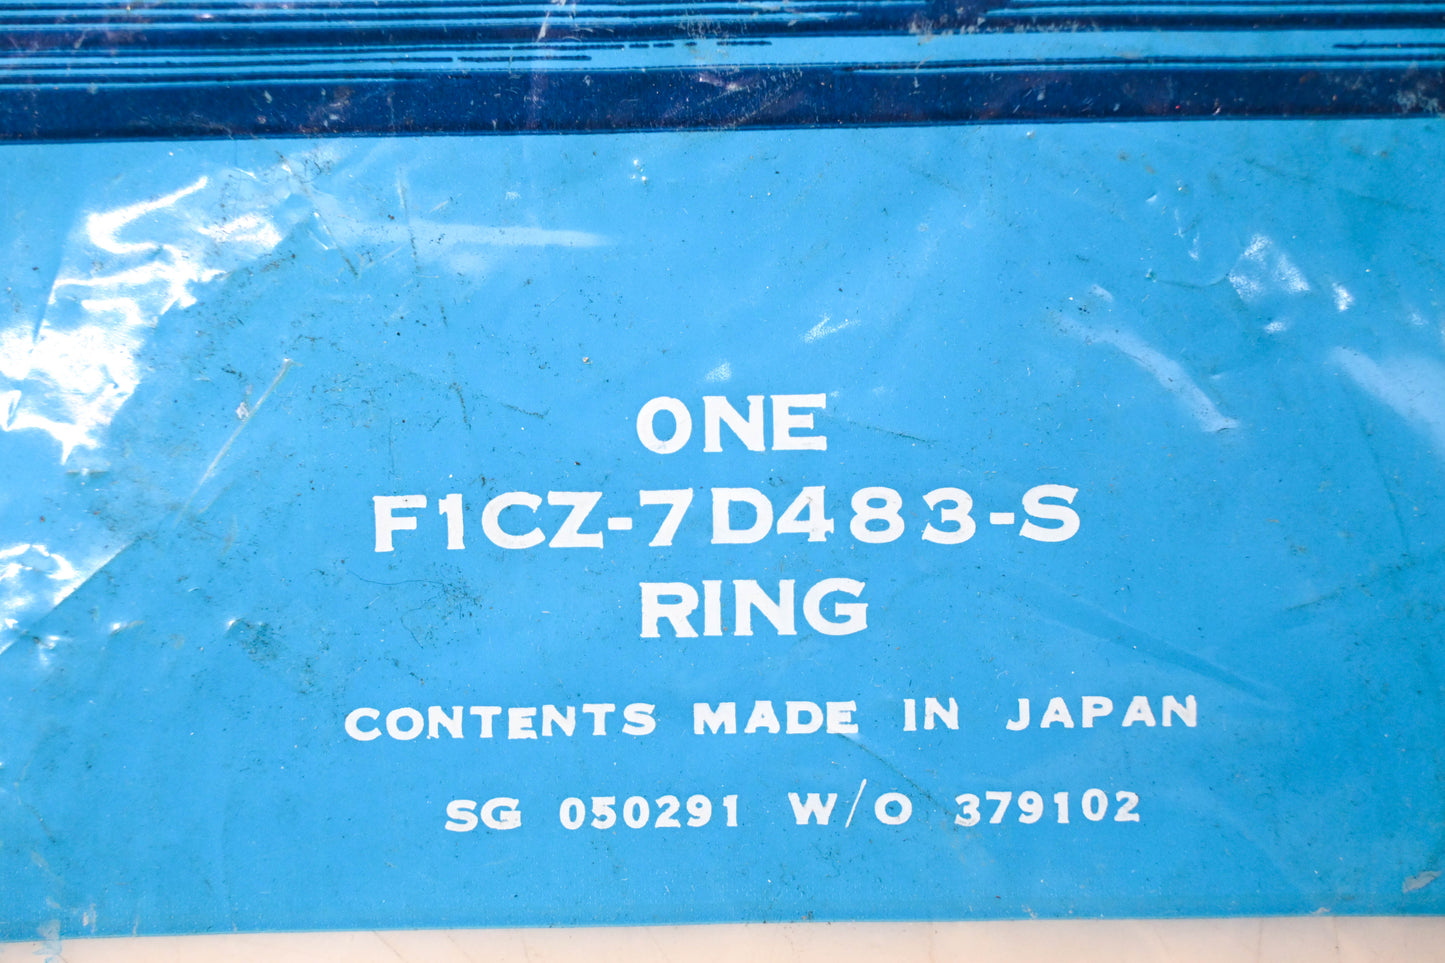 ONE
F1CZ-7D483-S
RING
CONTENTS MADE IN JAPAN
SG 050291 W/O 379102